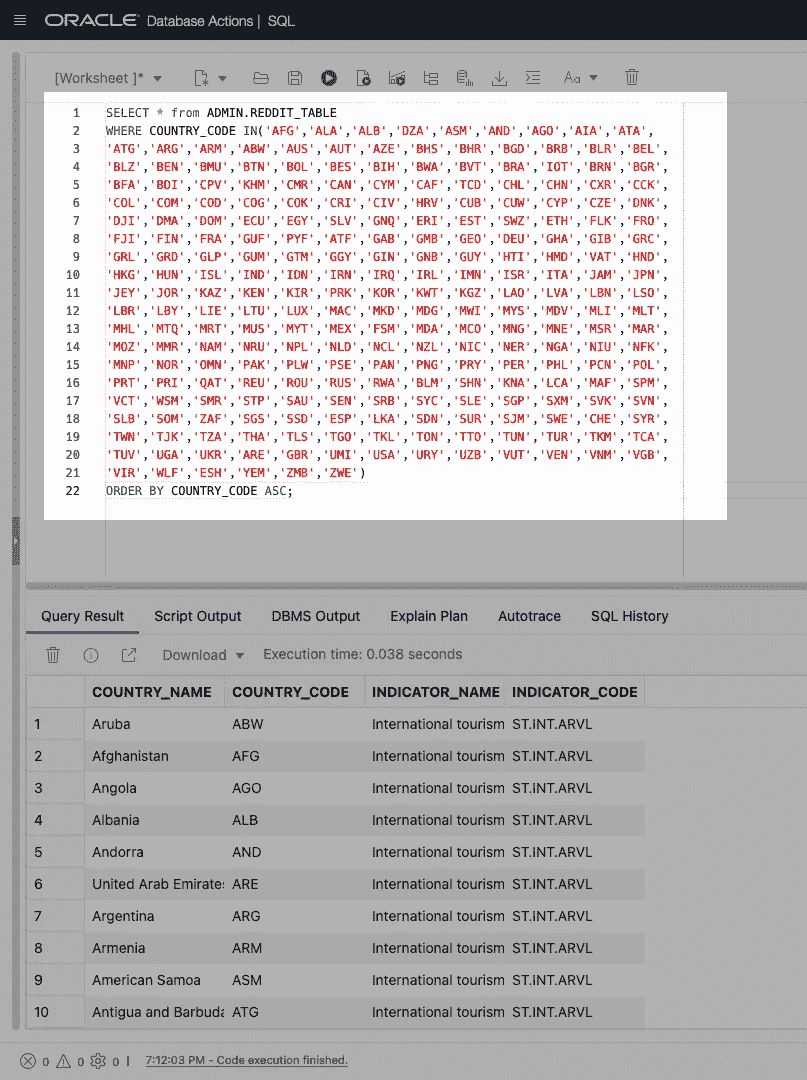 ORACLE Database Actions | SQL
[Worksheet ]* Aa
1 SELECT * from ADMIN.REDDIT_TABLE
2 WHERE COUNTRY_CODE IN('AFG','ALA','ALB','DZA','ASM','AND','AGO','AIA','ATA',
3 'ATG','ARG','ARM','ABW','AUS','AUT','AZE','BHS','BHR','BGD','BRB','BLR','BEL',
4 'BLZ','BEN','BMU','BTN','BOL','BES','BIH','BWA','BVT','BRA','IOT','BRN','BGR',
5 'BFA','BDI','CPV','KHM','CMR','CAN','CYM','CAF','TCD','CHL','CHN','CXR','CCK',
6 'COL','COM','COD','COG','COK','CRI','CIV','HRV','CUB','CUW','CYP','CZE','DNK',
7 'DJI','DMA','DOM','ECU','EGY','SLV','GNQ','ERI','EST','SWZ','ETH','FLK','FRO',
8 'FJI','FIN','FRA','GUF','PYF','ATF','GAB','GMB','GEO','DEU','GHA','GIB','GRC',
9 'GRL','GRD','GLP','GUM','GTM','GGY','GIN','GNB','GUY','HTI','HMD','VAT','HND',
10 'HKG','HUN','ISL','IND','IDN','IRN','IRQ','IRL','IMN','ISR','ITA','JAM','JPN',
11 'JEY','JOR','KAZ','KEN','KIR','PRK','KOR','KWT','KGZ','LAO','LVA','LBN','LSO',
12 'LBR','LBY','LIE','LTU','LUX','MAC','MKD','MDG','MWI','MYS','MDV','MLI','MLT',
13 'MHL','MTQ','MRT','MUS','MYT','MEX','FSM','MDA','MCO','MNG','MNE','MSR','MAR',
14 'MOZ','MMR','NAM','NRU','NPL','NLD','NCL','NZL','NIC','NER','NGA','NIU','NFK',
15 'MNP','NOR','OMN','PAK','PLW','PSE','PAN','PNG','PRY','PER','PHL','PCN','POL',
16 'PRT','PRI','QAT','REU','ROU','RUS','RWA','BLM','SHN','KNA','LCA','MAF','SPM',
17 'VCT','WSM','SMR','STP','SAU','SEN','SRB','SYC','SLE','SGP','SXM','SVK','SVN',
18 'SLB','SOM','ZAF','SGS','SSD','ESP','LKA','SDN','SUR','SJM','SWE','CHE','SYR',
19 'TWN','TJK','TZA','THA','TLS','TGO','TKL','TON','TTO','TUN','TUR','TKM','TCA',
20 'TUV','UGA','UKR','ARE','GBR','UMI','USA','URY','UZB','VUT','VEN','VNM','VGB',
21 'VIR','WLF','ESH','YEM','ZMB','ZWE')
22 ORDER BY COUNTRY_CODE ASC;
Query Result Script Output DBMS Output Explain Plan Autotrace SQL History
Download Execution time: 0.038 seconds
COUNTRY_NAME COUNTRY_CODE INDICATOR_NAME INDICATOR_CODE
1 Aruba ABW International tourism ST.INT.ARVL
2 Afghanistan AFG International tourism ST.INT.ARVL
3 Angola AGO International tourism ST.INT.ARVL
4 Albania ALB International tourism ST.INT.ARVL
5 Andorra AND International tourism ST.INT.ARVL
6 United Arab Emirate ARE International tourism ST.INT.ARVL
7 Argentina ARG International tourism ST.INT.ARVL
8 Armenia ARM International tourism ST.INT.ARVL
9 American Samoa ASM International tourism ST.INT.ARVL
10 Antigua and Barbuda ATG International tourism ST.INT.ARVL
0 0 0 | 7:12:03 PM - Code execution finished.